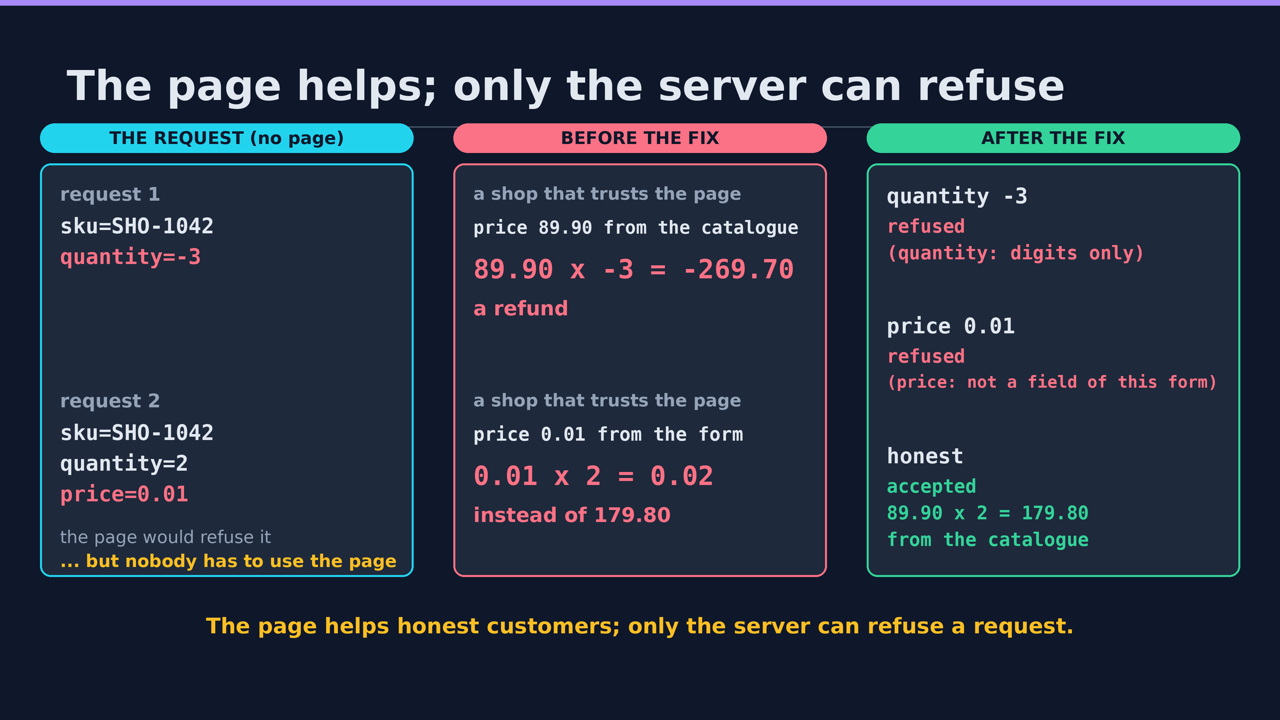 The page helps; only the server can refuse
THE REQUEST (no page)
request 1
sku=SHO-1042
quantity=-3
request 2
sku=SHO-1042
quantity=2
price=0.01
the page would refuse it
... but nobody has to use the page
BEFORE THE FIX
a shop that trusts the page
price 89.90 from the catalogue
89.90 x -3 = -269.70
a refund
a shop that trusts the page
price 0.01 from the form
0.01 x 2 = 0.02
instead of 179.80
AFTER THE FIX
quantity -3
refused
(quantity: digits only)
price 0.01
refused
(price: not a field of this form)
honest
accepted
89.90 x 2 = 179.80
from the catalogue
The page helps honest customers; only the server can refuse a request.